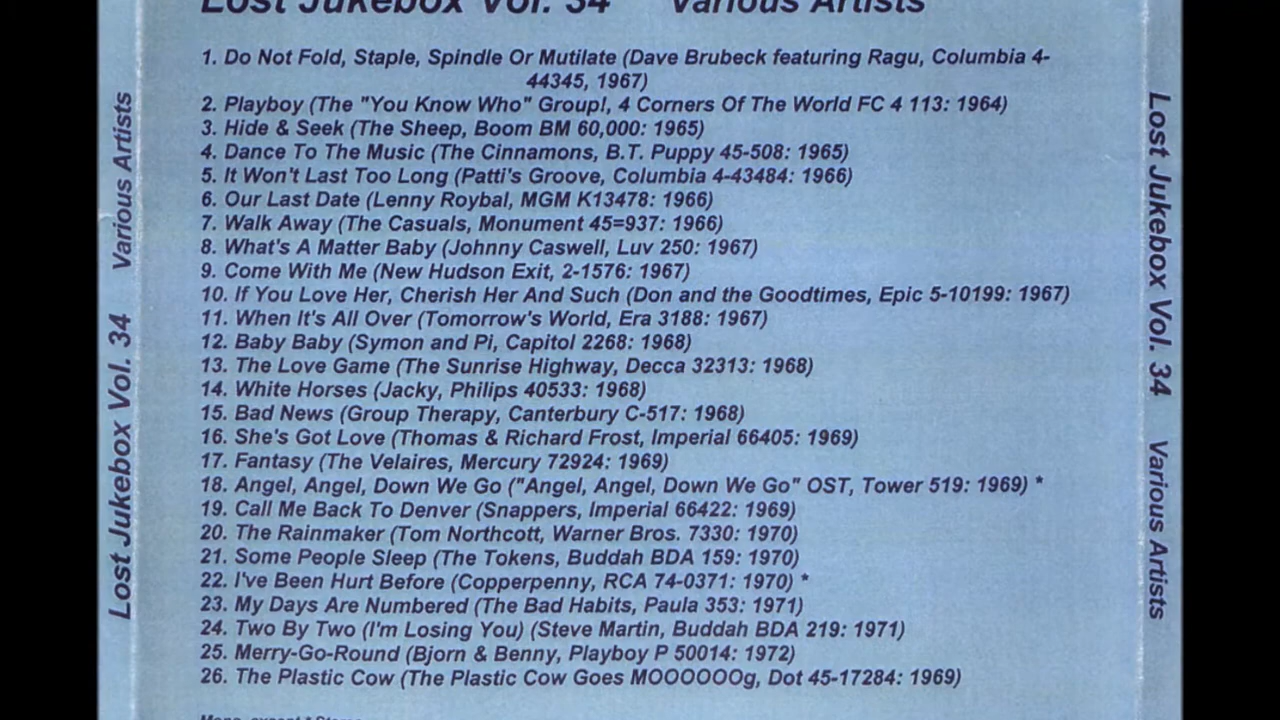 Lost Jukebox Vol. 34 Various Artists
1. Do Not Fold, Staple, Spindle Or Mutilate (Dave Brubeck featuring Ragu, Columbia 4-
44345, 1967)
2. Playboy (The "You Know Who" Group!, 4 Corners Of The World FC 4 113: 1964)
3. Hide & Seek (The Sheep, Boom BM 60,000: 1965)
4. Dance To The Music (The Cinnamons, B.T. Puppy 45-508: 1965)
5. It Won't Last Too Long (Patti's Groove, Columbia 4-43484: 1966)
6. Our Last Date (Lenny Roybal, MGM K13478: 1966)
7. Walk Away (The Casuals, Monument 45=937: 1966)
8. What's A Matter Baby (Johnny Caswell, Luv 250: 1967)
9. Come With Me (New Hudson Exit, 2-1576: 1967)
10. If You Love Her, Cherish Her And Such (Don and the Goodtimes, Epic 5-10199: 1967)
11. When It's All Over (Tomorrow's World, Era 3188: 1967)
12. Baby Baby (Symon and Pi, Capitol 2268: 1968)
13. The Love Game (The Sunrise Highway, Decca 32313: 1968)
14. White Horses (Jacky, Philips 40533: 1968)
15. Bad News (Group Therapy, Canterbury C-517: 1968)
16. She's Got Love (Thomas & Richard Frost, Imperial 66405: 1969)
17. Fantasy (The Velaires, Mercury 72924: 1969)
18. Angel, Angel, Down We Go ("Angel, Angel, Down We Go" OST, Tower 519: 1969) *
19. Call Me Back To Denver (Snappers, Imperial 66422: 1969)
20. The Rainmaker (Tom Northcott, Warner Bros. 7330: 1970)
21. Some People Sleep (The Tokens, Buddah BDA 159: 1970)
22. I've Been Hurt Before (Copperpenny, RCA 74-0371: 1970) *
23. My Days Are Numbered (The Bad Habits, Paula 353: 1971)
24. Two By Two (I'm Losing You) (Steve Martin, Buddah BDA 219: 1971)
25. Merry-Go-Round (Bjorn & Benny, Playboy P 50014: 1972)
26. The Plastic Cow (The Plastic Cow Goes MOOOOOOg, Dot 45-17284: 1969)
Mono, except * Stereo
Lost Jukebox Vol. 34 Various Artists
Lost Jukebox Vol. 34 Various Artists